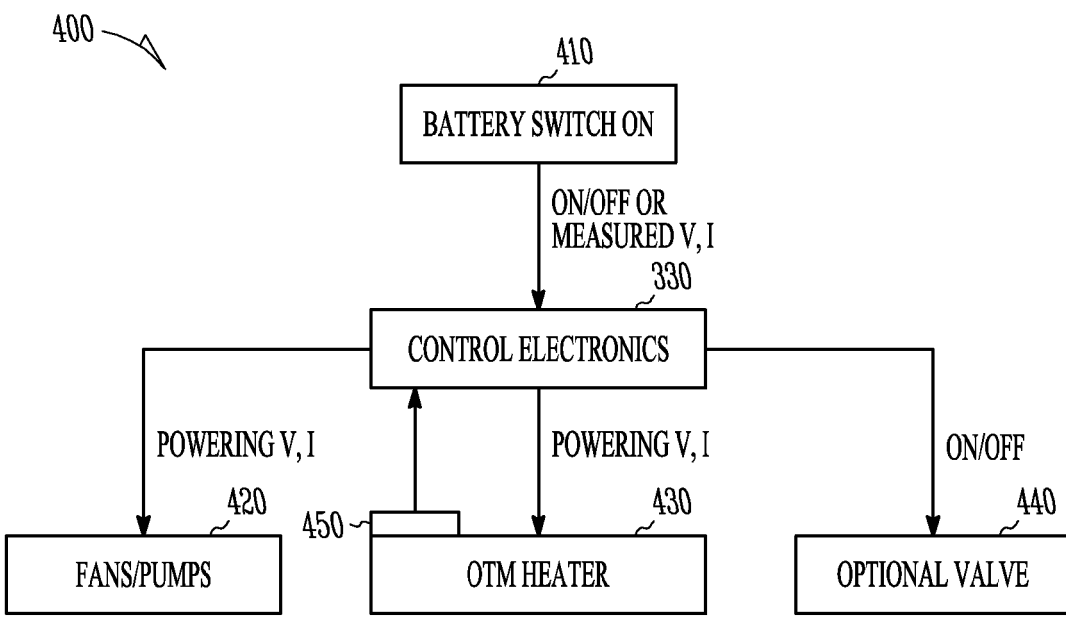 400
410
BATTERY SWITCH ON
ON/OFF OR
MEASURED V, I
330
CONTROL ELECTRONICS
POWERING V, I
POWERING V, I
ON/OFF
420
450
430
440
FANS/PUMPS
OTM HEATER
OPTIONAL VALVE